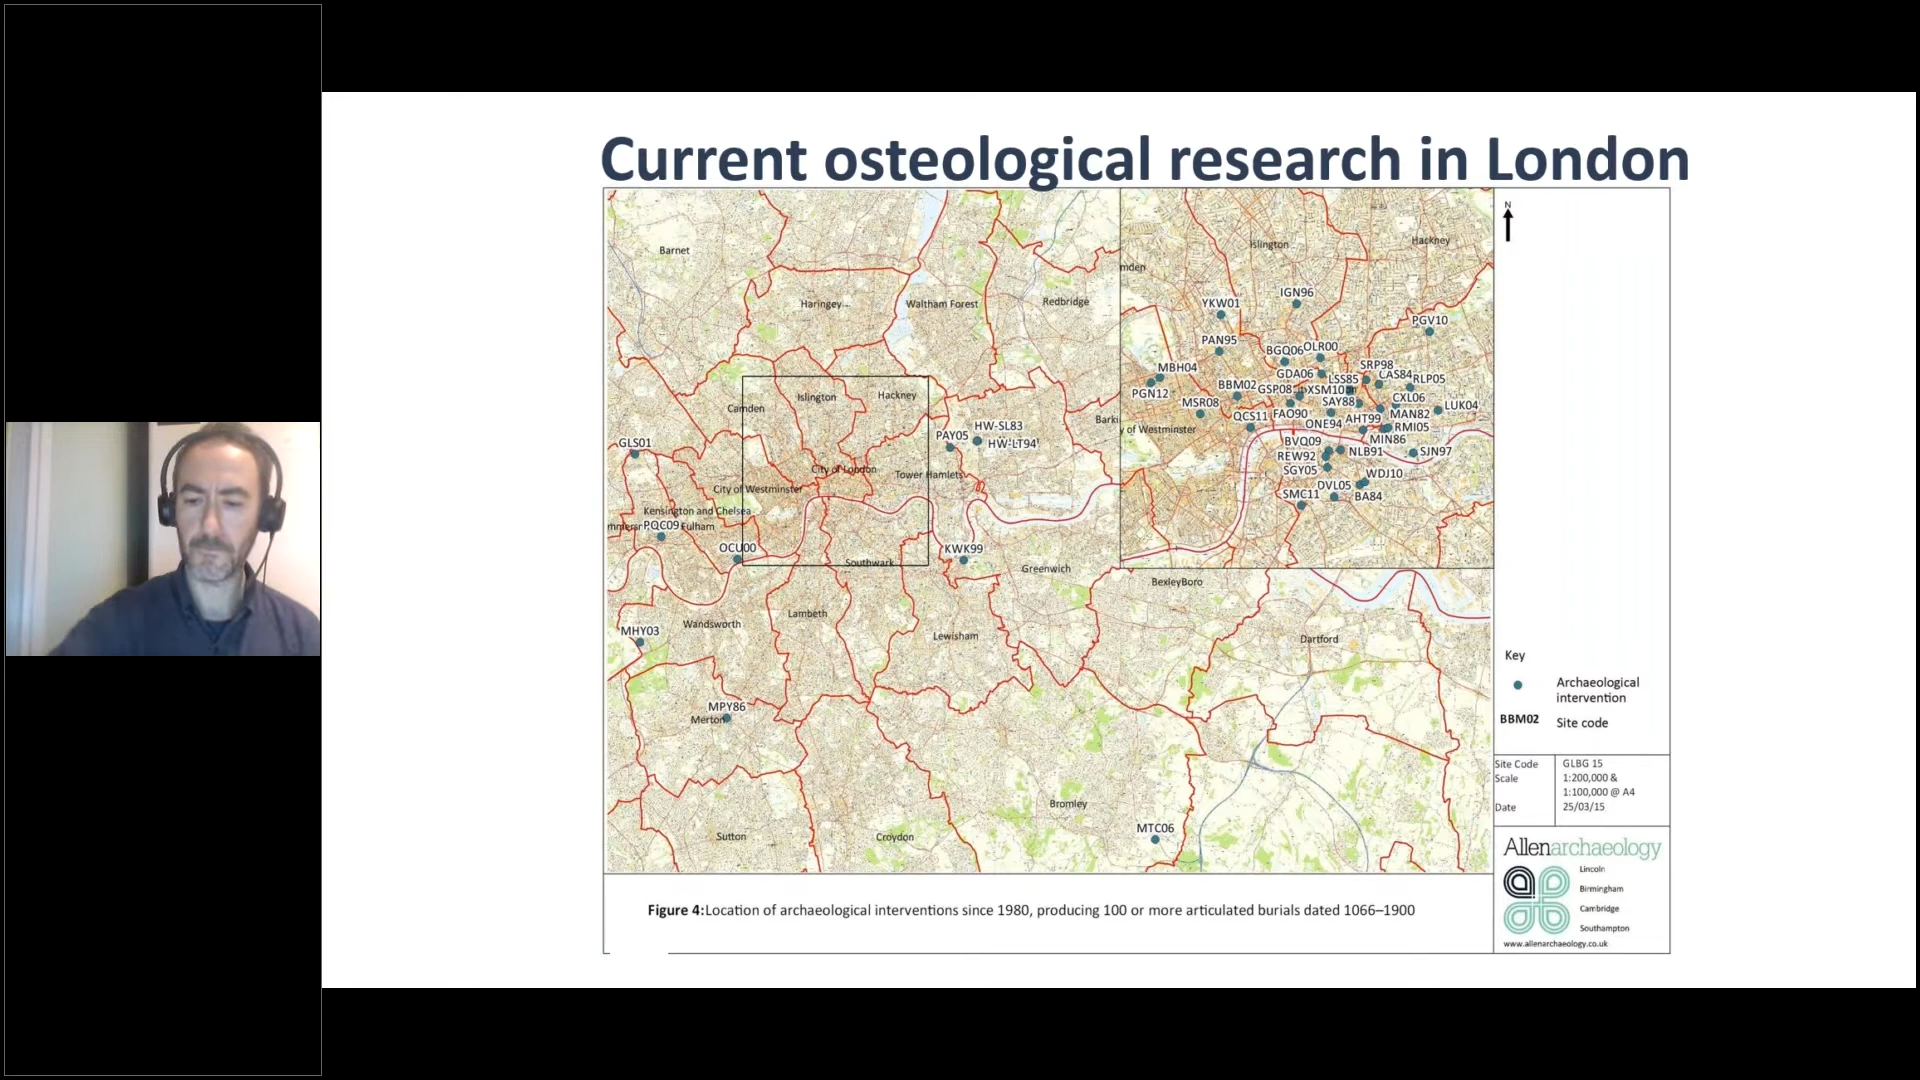 Current osteological research in London
Barnet
Haringey
Waltham Forest
Redbridge
Camden
Islington
Hackney
Barki
GLS01
PAY05
HW-SL83
HW-LT94
City of London
Tower Hamlets
City of Westminster
Kensington and Chelsea
PQC09
Fulham
OCU00
KWK99
Southwark
Greenwich
BexleyBoro
MHY03
Wandsworth
Lambeth
Lewisham
Dartford
MPY86
Merton
Bromley
MTC06
Sutton
Croydon
Islington
Hackney
mden
IGN96
YKW01
PGV10
PAN95
BGQ06
OLR00
MBH04
SRP98
GDA06
LSS85
CAS84
RLP05
PGN12
BBM02
GSP08
XSM10
MSR08
SAY88
CXL06
LUK04
QCS11
FAO90
AHT99
MAN82
ONE94
RMI05
y of Westminster
BVQ09
MIN86
REW92
NLB91
SJN97
SGY05
WDJ10
DVL05
SMC11
BA84
N
Key
Archaeological
intervention
BBM02 Site code
Site Code GLBG 15
Scale 1:200,000 &
1:100,000 @ A4
Date 25/03/15
Allenarchaeology
Lincoln
Birmingham
Cambridge
Southampton
www.allenarchaeology.co.uk
Figure 4:Location of archaeological interventions since 1980, producing 100 or more articulated burials dated 1066–1900